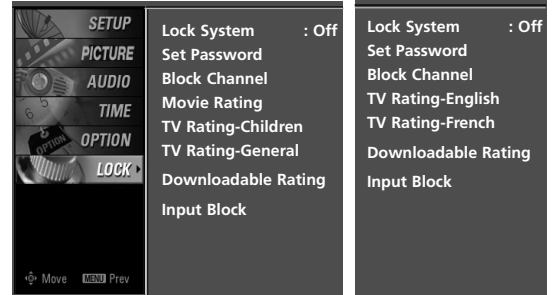 SETUP
PICTURE
AUDIO
TIME
OPTION
LOCK
Move MENU Prev
Lock System : Off
Set Password
Block Channel
Movie Rating
TV Rating-Children
TV Rating-General
Downloadable Rating
Input Block
Lock System : Off
Set Password
Block Channel
TV Rating-English
TV Rating-French
Downloadable Rating
Input Block